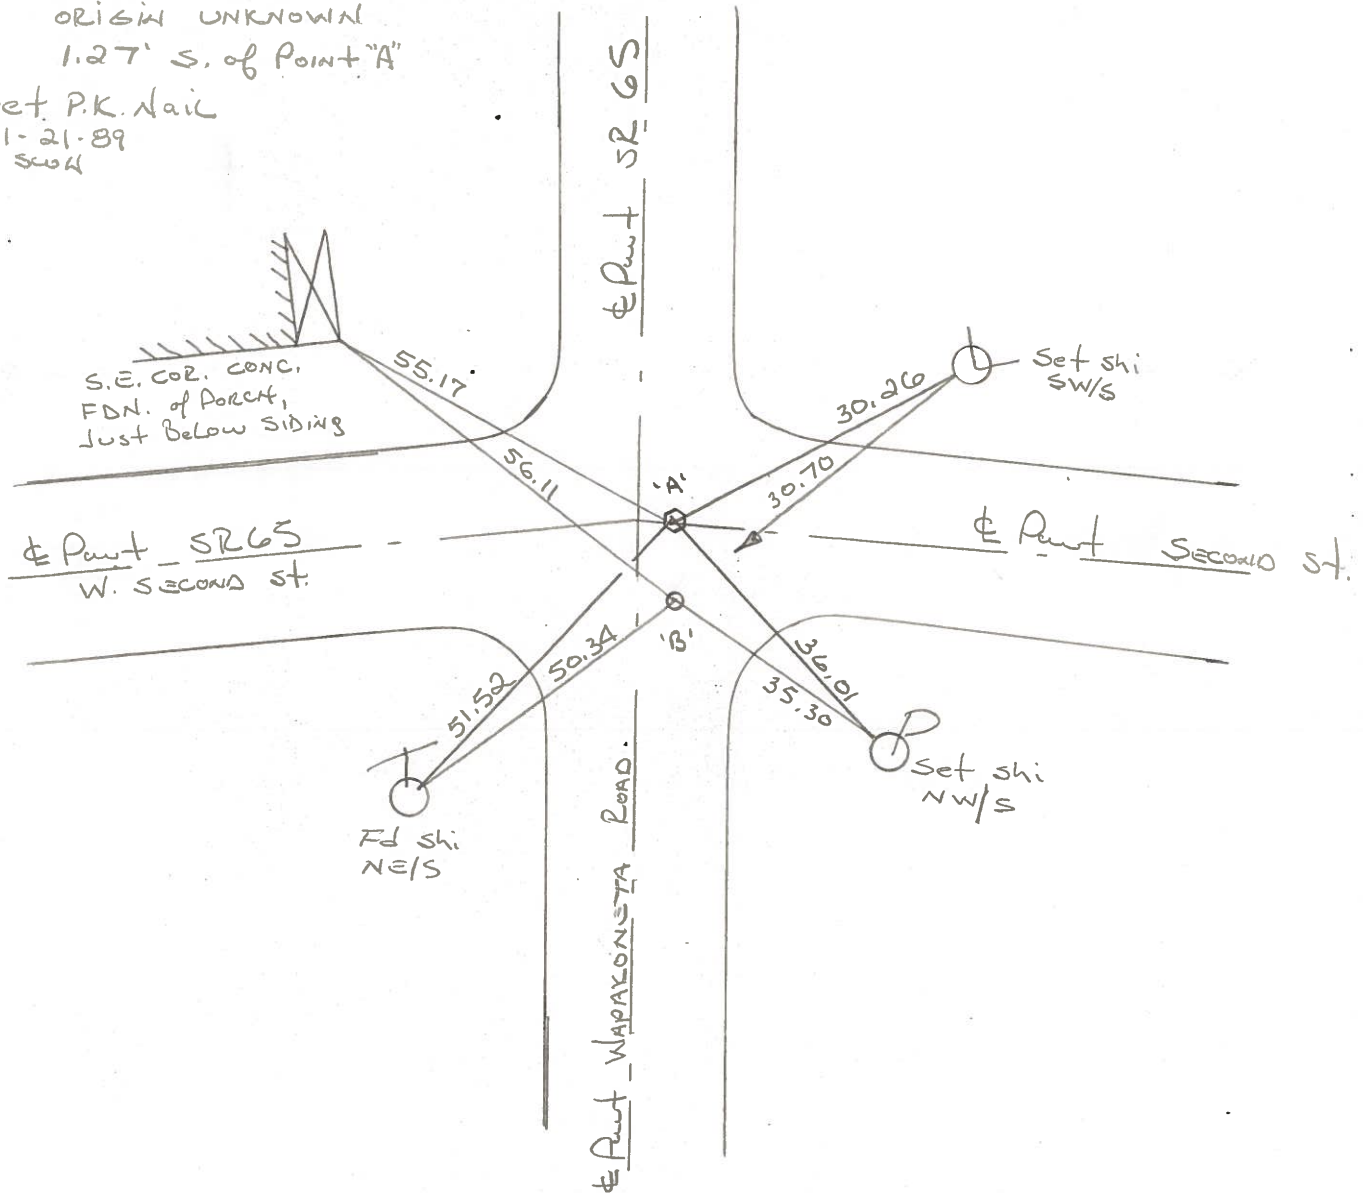 ORIGIN UNKNOWN
1.27' S. of POINT "A"
et P.K. Nail
1-21-89
℄ Pavt SR 65
S.E. COR. CONC.
FDN. of PORCH,
Just Below SIDING
55.17
56.11
30.26
30.70
Set shi
SW/S
'A'
℄ Pavt SR65
W. SECOND St.
℄ Pavt SECOND St.
'B'
51.52
50.34
36.01
35.30
Fd shi
NE/S
Set shi
NW/S
℄ Pavt WAPAKONETA ROAD